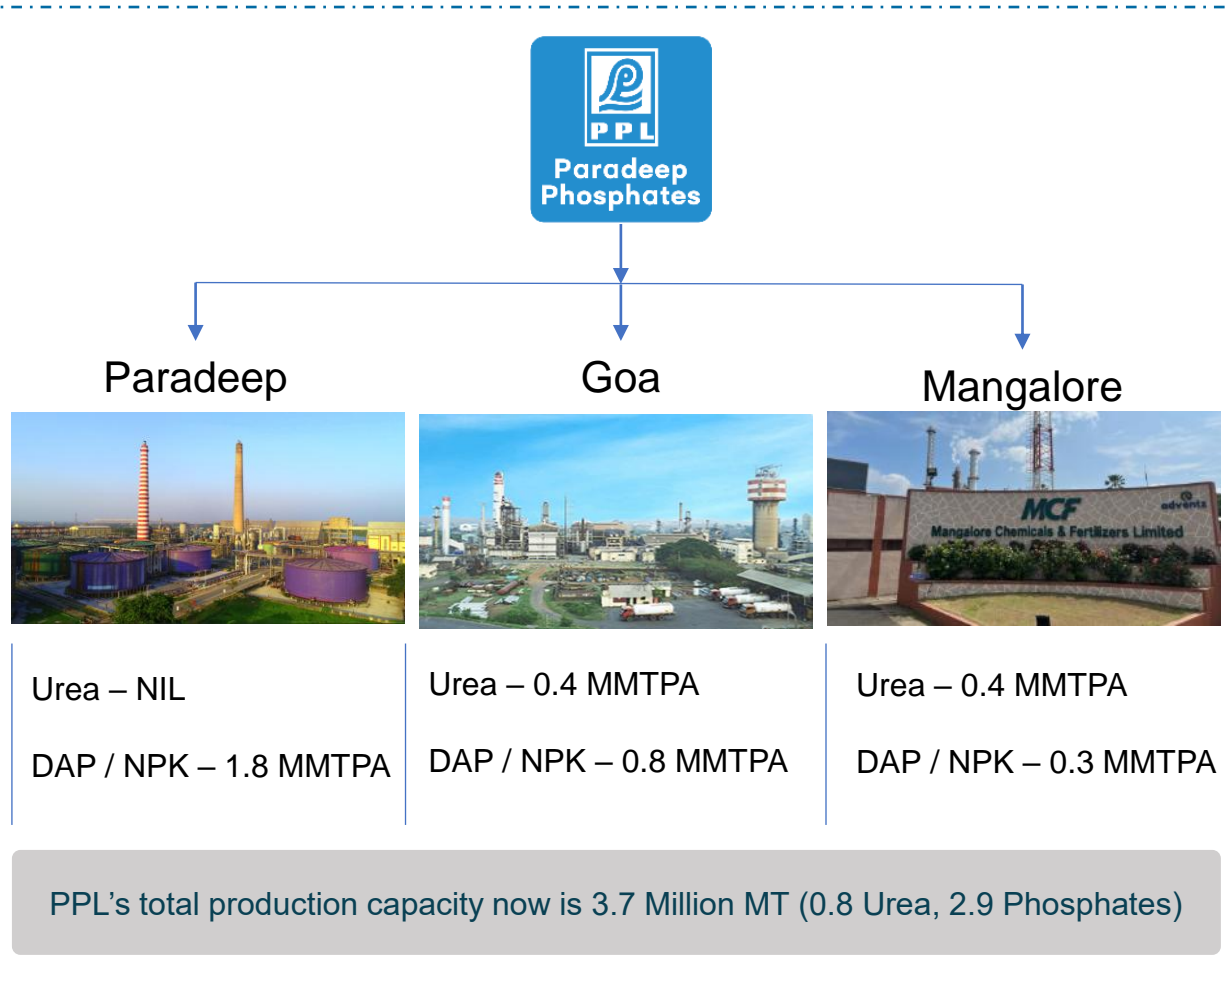 PPL
Paradeep
Phosphates
Paradeep
Goa
Mangalore
MCF
adventz
Mangalore Chemicals & Fertilizers Limited
Urea – NIL
DAP / NPK – 1.8 MMTPA
Urea – 0.4 MMTPA
DAP / NPK – 0.8 MMTPA
Urea – 0.4 MMTPA
DAP / NPK – 0.3 MMTPA
PPL’s total production capacity now is 3.7 Million MT (0.8 Urea, 2.9 Phosphates)